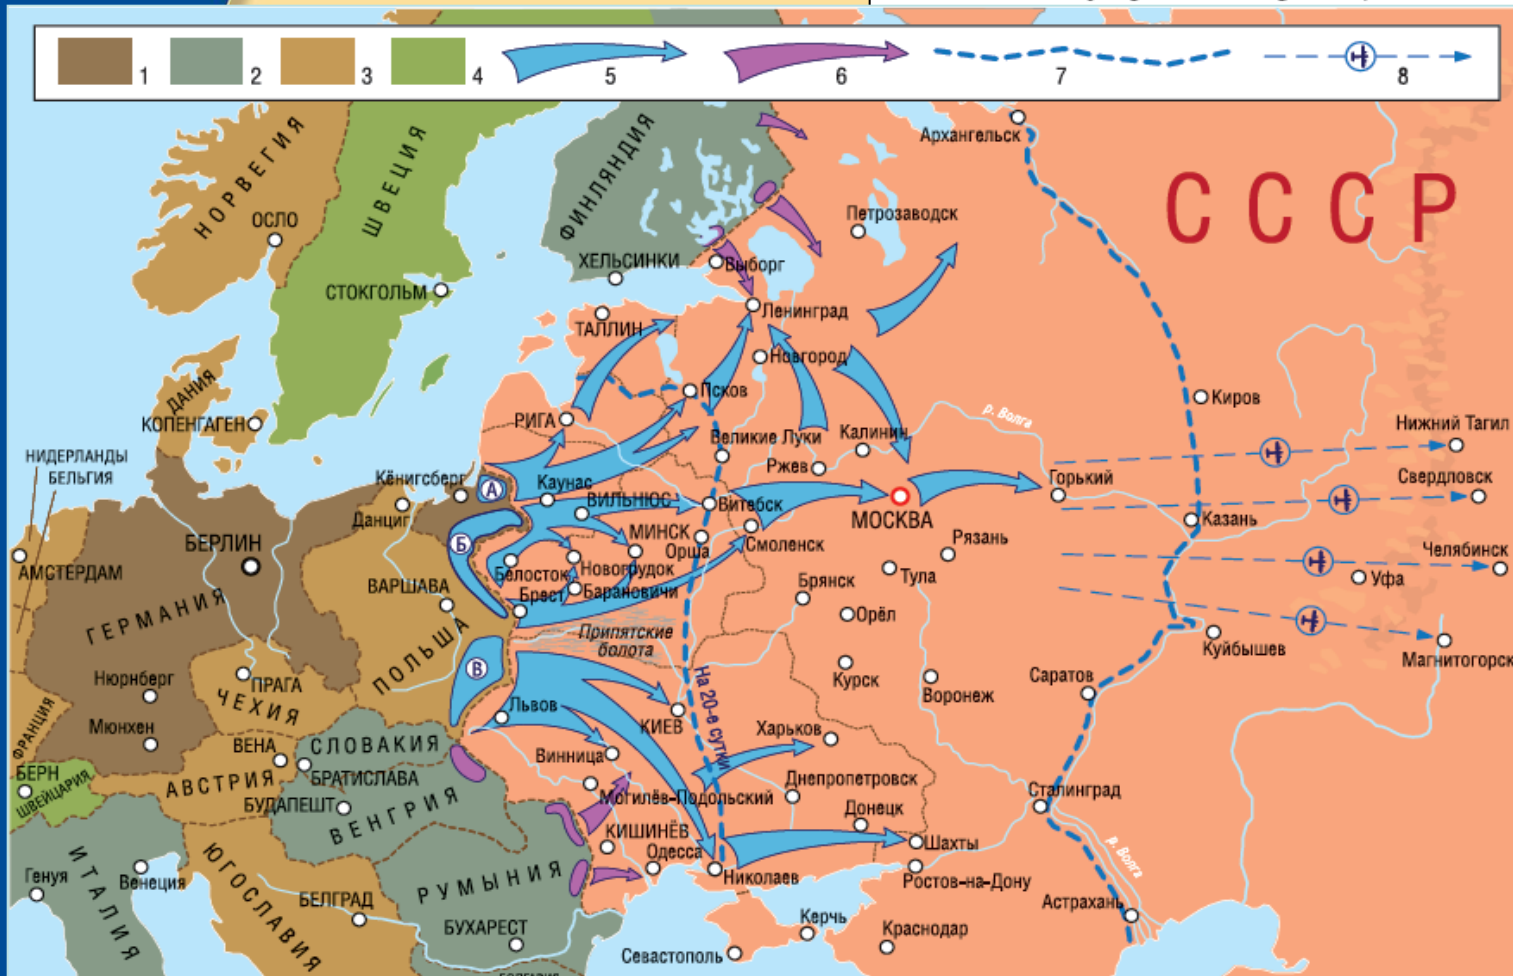 1
2
3
4
5
6
7
8
Архангельск
СССР
НОРВЕГИЯ
ШВЕЦИЯ
ФИНЛЯНДИЯ
ОСЛО
Петрозаводск
ХЕЛЬСИНКИ
Выборг
СТОКГОЛЬМ
Ленинград
ТАЛЛИН
Новгород
ДАНИЯ
Псков
Киров
КОПЕНГАГЕН
РИГА
р. Волга
Нижний Тагил
Великие Луки
Калинин
НИДЕРЛАНДЫ
БЕЛЬГИЯ
Ржев
Кёнигсберг
А
Каунас
Горький
Свердловск
ВИЛЬНЮС
Витебск
Данциг
МОСКВА
Казань
БЕРЛИН
Б
МИНСК
Орша
Смоленск
Рязань
Челябинск
АМСТЕРДАМ
Белосток
Новогрудок
Тула
Уфа
ВАРШАВА
Брест
Барановичи
Брянск
ГЕРМАНИЯ
Орёл
ПОЛЬША
Припятские
болота
Куйбышев
Магнитогорск
В
Нюрнберг
ПРАГА
Курск
Саратов
ЧЕХИЯ
Воронеж
На 20-е сутки
Львов
КИЕВ
ФРАНЦИЯ
Мюнхен
Харьков
ВЕНА
СЛОВАКИЯ
Винница
БЕРН
ШВЕЙЦАРИЯ
АВСТРИЯ
БРАТИСЛАВА
Днепропетровск
БУДАПЕШТ
Могилёв-Подольский
Сталинград
ВЕНГРИЯ
Донецк
КИШИНЁВ
Шахты
ИТАЛИЯ
ЮГОСЛАВИЯ
Одесса
р. Волга
Генуя
Венеция
РУМЫНИЯ
Николаев
Ростов-на-Дону
БЕЛГРАД
Астрахань
БУХАРЕСТ
Керчь
Краснодар
Севастополь